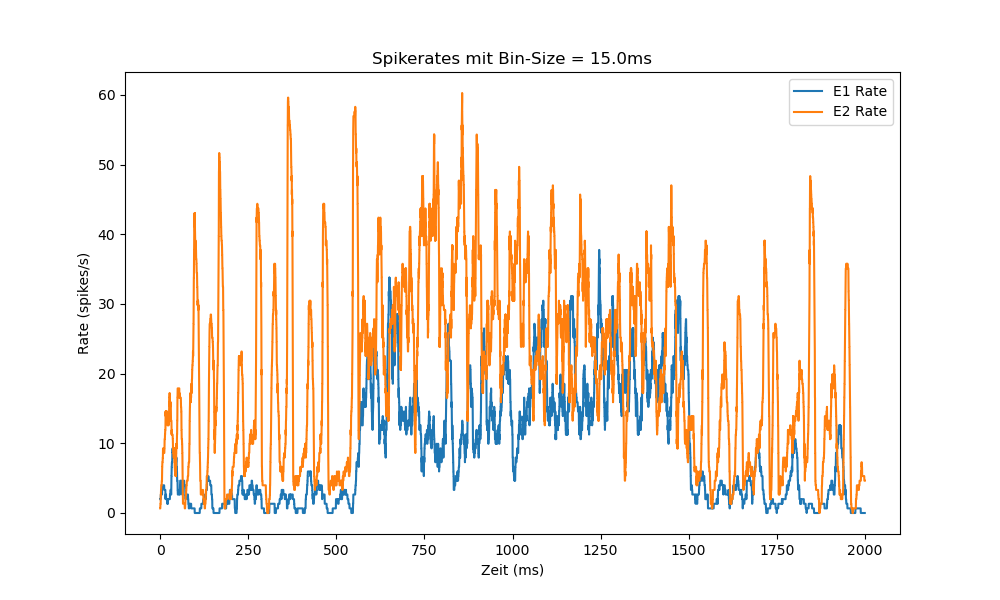 Spikerates mit Bin-Size = 15.0ms
E1 Rate
E2 Rate
60
50
40
30
20
10
0
Rate (spikes/s)
0 250 500 750 1000 1250 1500 1750 2000
Zeit (ms)